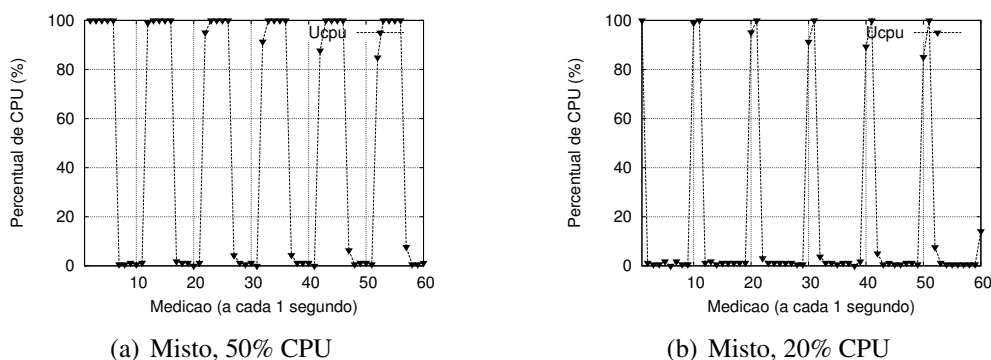 100
80
60
40
20
0
10 20 30 40 50 60
Percentual de CPU (%)
Medicao (a cada 1 segundo)
Ucpu
(a) Misto, 50% CPU
100
80
60
40
20
0
10 20 30 40 50 60
Percentual de CPU (%)
Medicao (a cada 1 segundo)
Ucpu
(b) Misto, 20% CPU